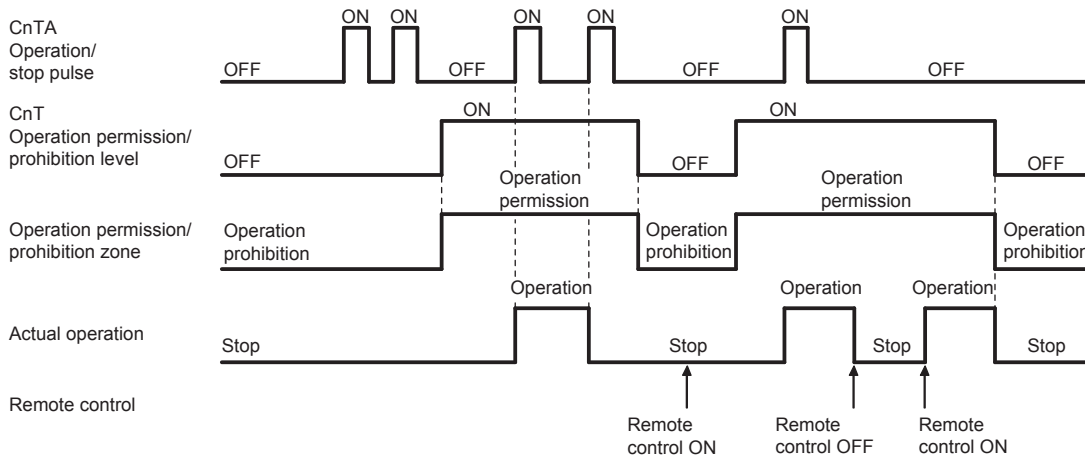 CnTA
Operation/
stop pulse
ON ON ON ON ON
OFF OFF OFF OFF
CnT
Operation permission/
prohibition level
ON ON
OFF OFF OFF
Operation permission/
prohibition zone
Operation
prohibition
Operation
permission
Operation
prohibition
Operation
permission
Operation
prohibition
Actual operation
Operation Operation Operation
Stop Stop Stop Stop
Remote control
Remote
control ON
Remote
control OFF
Remote
control ON